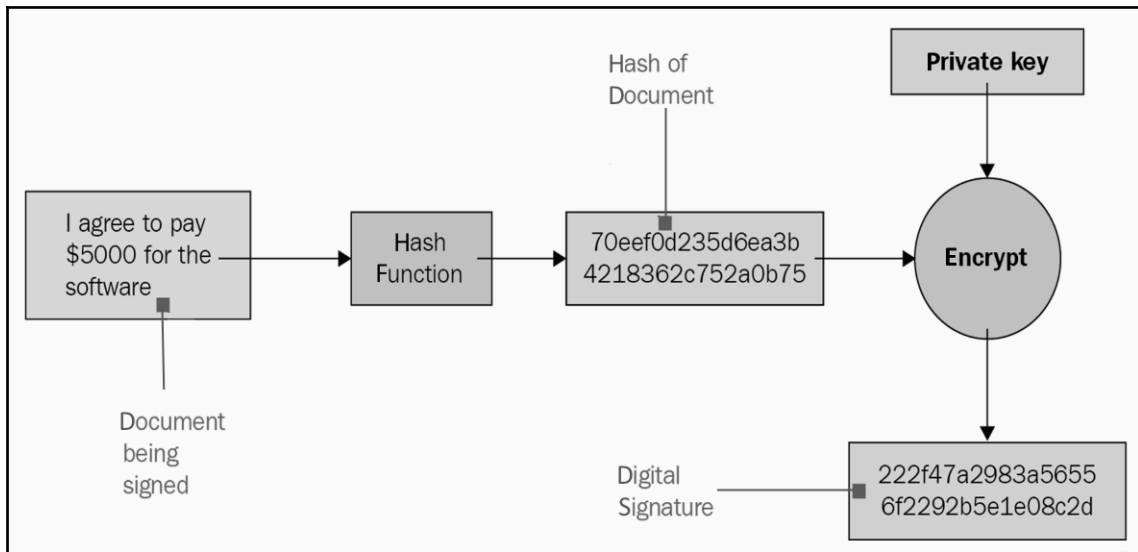 Private key
Hash of
Document
I agree to pay
$5000 for the
software
Hash
Function
70eef0d235d6ea3b
4218362c752a0b75
Encrypt
Document
being
signed
Digital
Signature
222f47a2983a5655
6f2292b5e1e08c2d